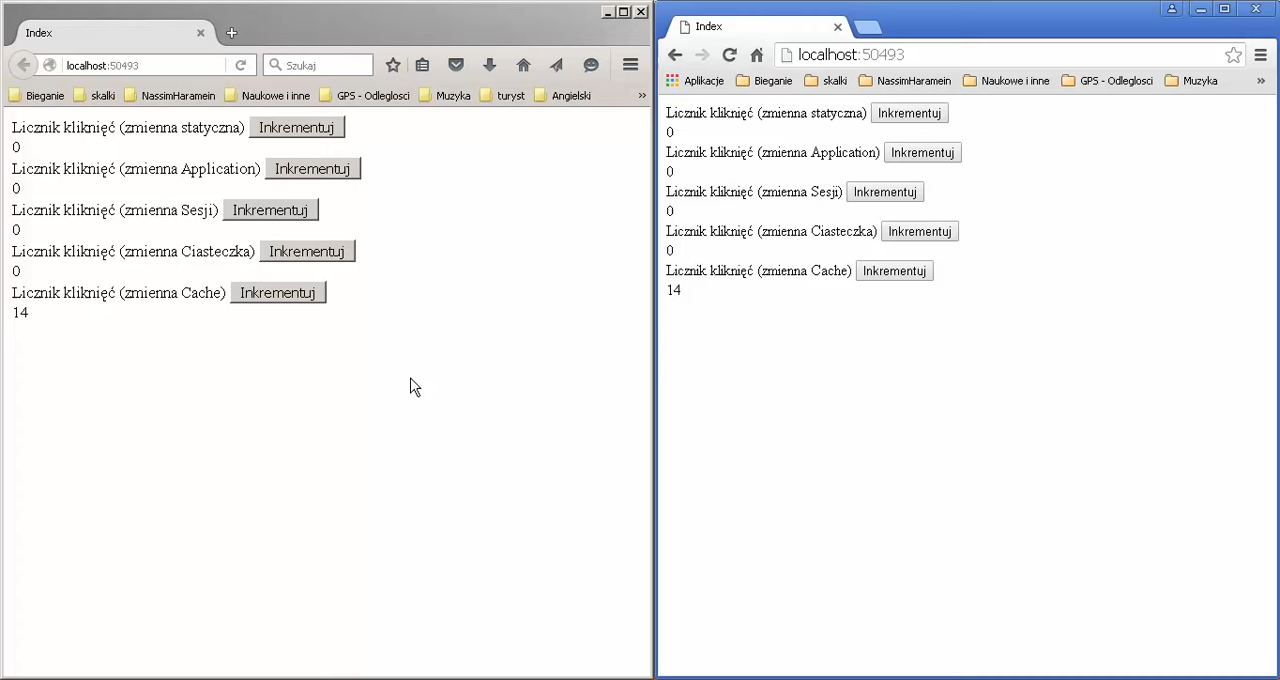 Index
localhost:50493
Szukaj
Bieganie skalki NassimHaramein Naukowe i inne GPS - Odleglosci Muzyka turyst Angielski »
Licznik kliknięć (zmienna statyczna) Inkrementuj
0
Licznik kliknięć (zmienna Application) Inkrementuj
0
Licznik kliknięć (zmienna Sesji) Inkrementuj
0
Licznik kliknięć (zmienna Ciasteczka) Inkrementuj
0
Licznik kliknięć (zmienna Cache) Inkrementuj
14
Index
localhost:50493
Aplikacje Bieganie skalki NassimHaramein Naukowe i inne GPS - Odleglosci Muzyka »
Licznik kliknięć (zmienna statyczna) Inkrementuj
0
Licznik kliknięć (zmienna Application) Inkrementuj
0
Licznik kliknięć (zmienna Sesji) Inkrementuj
0
Licznik kliknięć (zmienna Ciasteczka) Inkrementuj
0
Licznik kliknięć (zmienna Cache) Inkrementuj
14